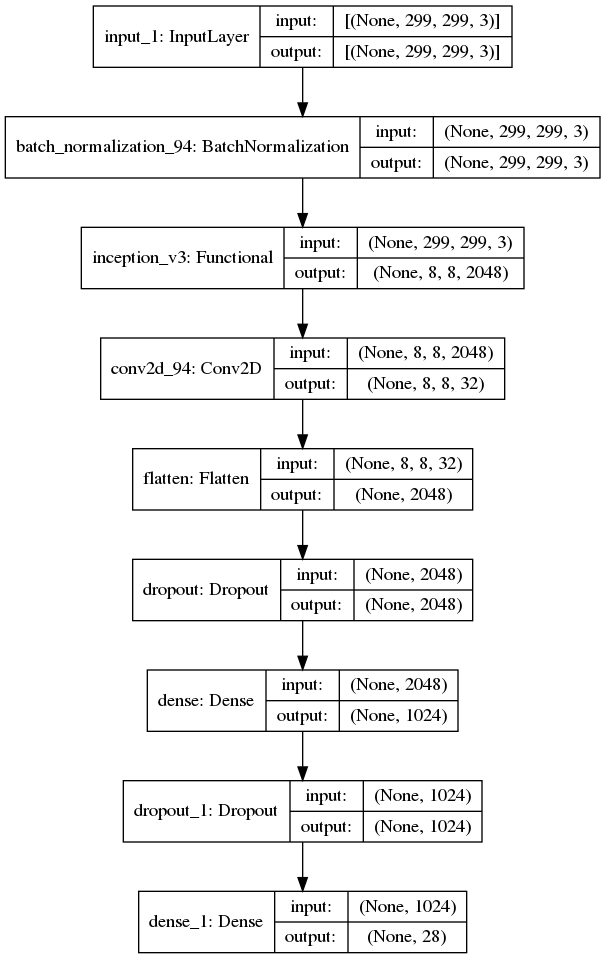 input_1: InputLayer
input: [(None, 299, 299, 3)]
output: [(None, 299, 299, 3)]
batch_normalization_94: BatchNormalization
input: (None, 299, 299, 3)
output: (None, 299, 299, 3)
inception_v3: Functional
input: (None, 299, 299, 3)
output: (None, 8, 8, 2048)
conv2d_94: Conv2D
input: (None, 8, 8, 2048)
output: (None, 8, 8, 32)
flatten: Flatten
input: (None, 8, 8, 32)
output: (None, 2048)
dropout: Dropout
input: (None, 2048)
output: (None, 2048)
dense: Dense
input: (None, 2048)
output: (None, 1024)
dropout_1: Dropout
input: (None, 1024)
output: (None, 1024)
dense_1: Dense
input: (None, 1024)
output: (None, 28)